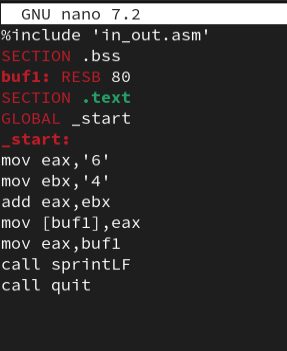 GNU nano 7.2
%include 'in_out.asm'
SECTION .bss
buf1: RESB 80
SECTION .text
GLOBAL _start
_start:
mov eax,'6'
mov ebx,'4'
add eax,ebx
mov [buf1],eax
mov eax,buf1
call sprintLF
call quit